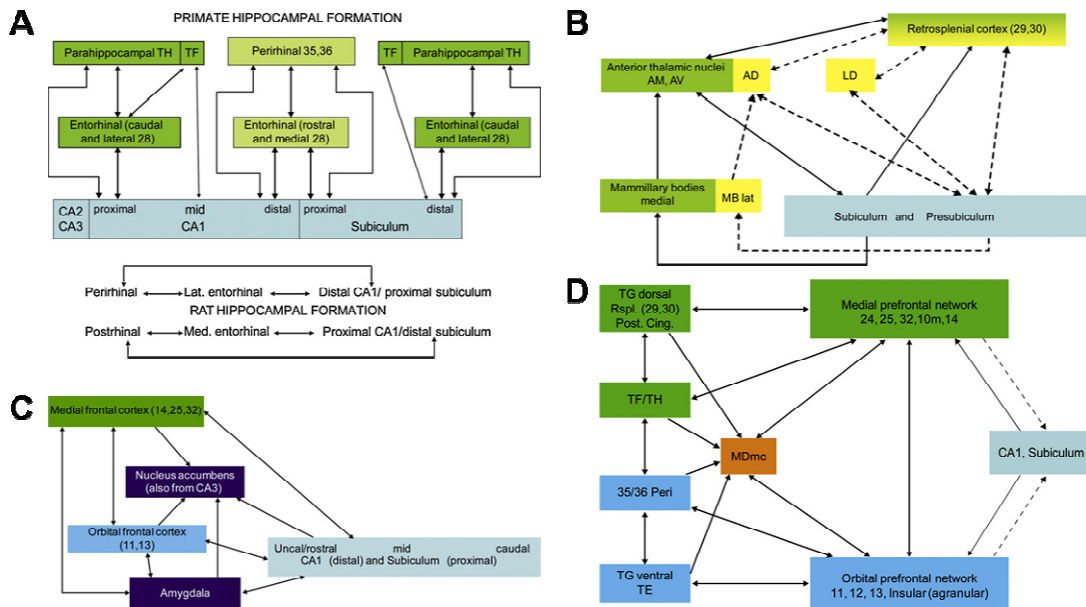 A
PRIMATE HIPPOCAMPAL FORMATION
Parahippocampal TH
TF
Perirhinal 35,36
TF
Parahippocampal TH
Entorhinal (caudal
and lateral 28)
Entorhinal (rostral
and medial 28)
Entorhinal (caudal
and lateral 28)
CA2
CA3
proximal
mid
CA1
distal
proximal
Subiculum
distal
Perirhinal
Lat. entorhinal
Distal CA1/ proximal subiculum
RAT HIPPOCAMPAL FORMATION
Postrhinal
Med. entorhinal
Proximal CA1/distal subiculum
B
Retrosplenial cortex (29,30)
Anterior thalamic nuclei
AM, AV
AD
LD
Mammillary bodies
medial
MB lat
Subiculum and Presubiculum
C
Medial frontal cortex (14,25,32)
Nucleus accumbens
(also from CA3)
Orbital frontal cortex
(11,13)
Uncal/rostral mid caudal
CA1 (distal) and Subiculum (proximal)
Amygdala
D
TG dorsal
Rspl. (29,30)
Post. Cing.
Medial prefrontal network
24, 25, 32,10m,14
TF/TH
MDmc
CA1, Subiculum
35/36 Peri
TG ventral
TE
Orbital prefrontal network
11, 12, 13, Insular (agranular)